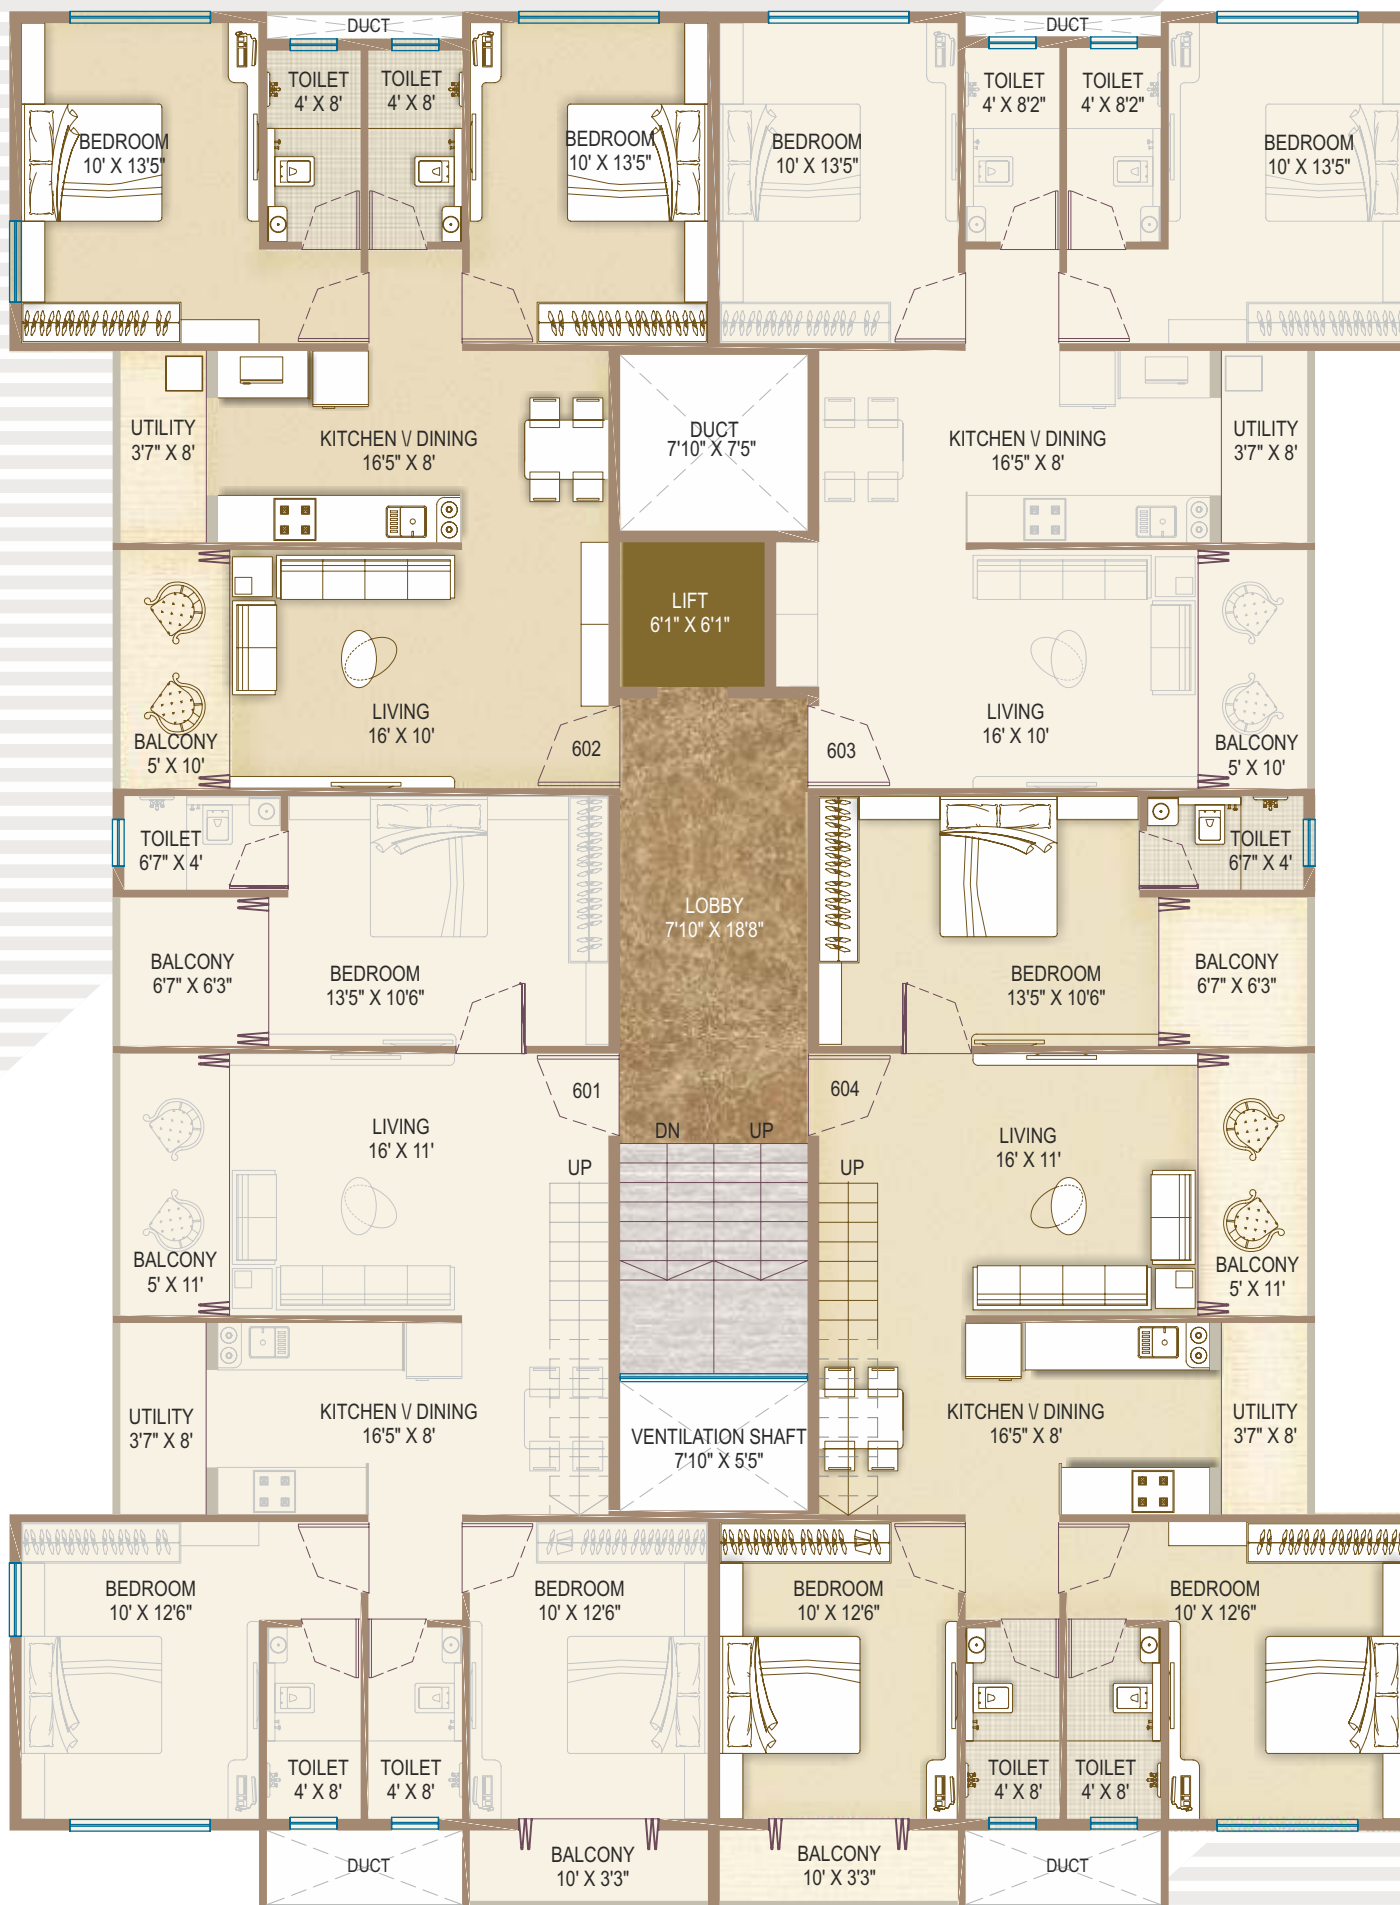 DUCT
DUCT
TOILET
4' X 8'
TOILET
4' X 8'
TOILET
4' X 8'2"
TOILET
4' X 8'2"
BEDROOM
10' X 13'5"
BEDROOM
10' X 13'5"
BEDROOM
10' X 13'5"
BEDROOM
10' X 13'5"
UTILITY
3'7" X 8'
KITCHEN \/ DINING
16'5" X 8'
DUCT
7'10" X 7'5"
KITCHEN \/ DINING
16'5" X 8'
UTILITY
3'7" X 8'
LIFT
6'1" X 6'1"
LIVING
16' X 10'
LIVING
16' X 10'
BALCONY
5' X 10'
602
603
BALCONY
5' X 10'
TOILET
6'7" X 4'
TOILET
6'7" X 4'
LOBBY
7'10" X 18'8"
BALCONY
6'7" X 6'3"
BEDROOM
13'5" X 10'6"
BEDROOM
13'5" X 10'6"
BALCONY
6'7" X 6'3"
601
604
LIVING
16' X 11'
DN
UP
LIVING
16' X 11'
UP
UP
BALCONY
5' X 11'
BALCONY
5' X 11'
UTILITY
3'7" X 8'
KITCHEN \/ DINING
16'5" X 8'
VENTILATION SHAFT
7'10" X 5'5"
KITCHEN \/ DINING
16'5" X 8'
UTILITY
3'7" X 8'
BEDROOM
10' X 12'6"
BEDROOM
10' X 12'6"
BEDROOM
10' X 12'6"
BEDROOM
10' X 12'6"
TOILET
4' X 8'
TOILET
4' X 8'
TOILET
4' X 8'
TOILET
4' X 8'
DUCT
BALCONY
10' X 3'3"
BALCONY
10' X 3'3"
DUCT